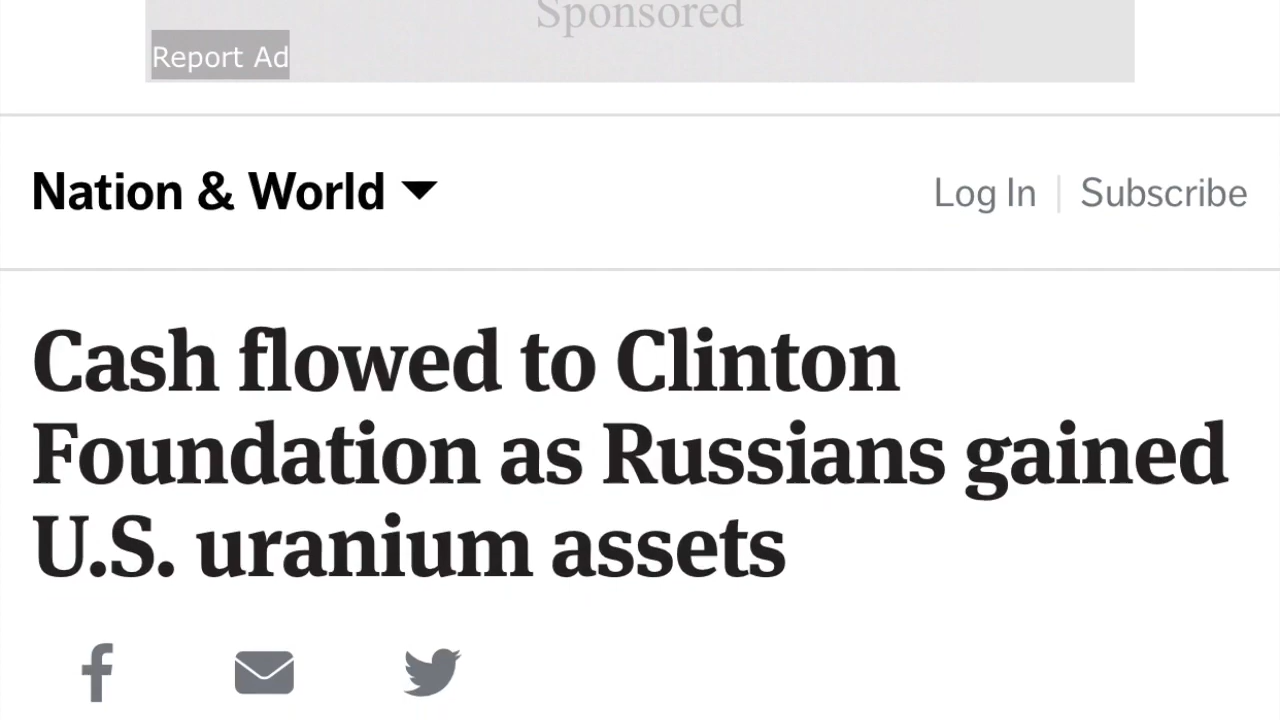 Sponsored
Report Ad
Nation & World
Log In | Subscribe
Cash flowed to Clinton
Foundation as Russians gained
U.S. uranium assets